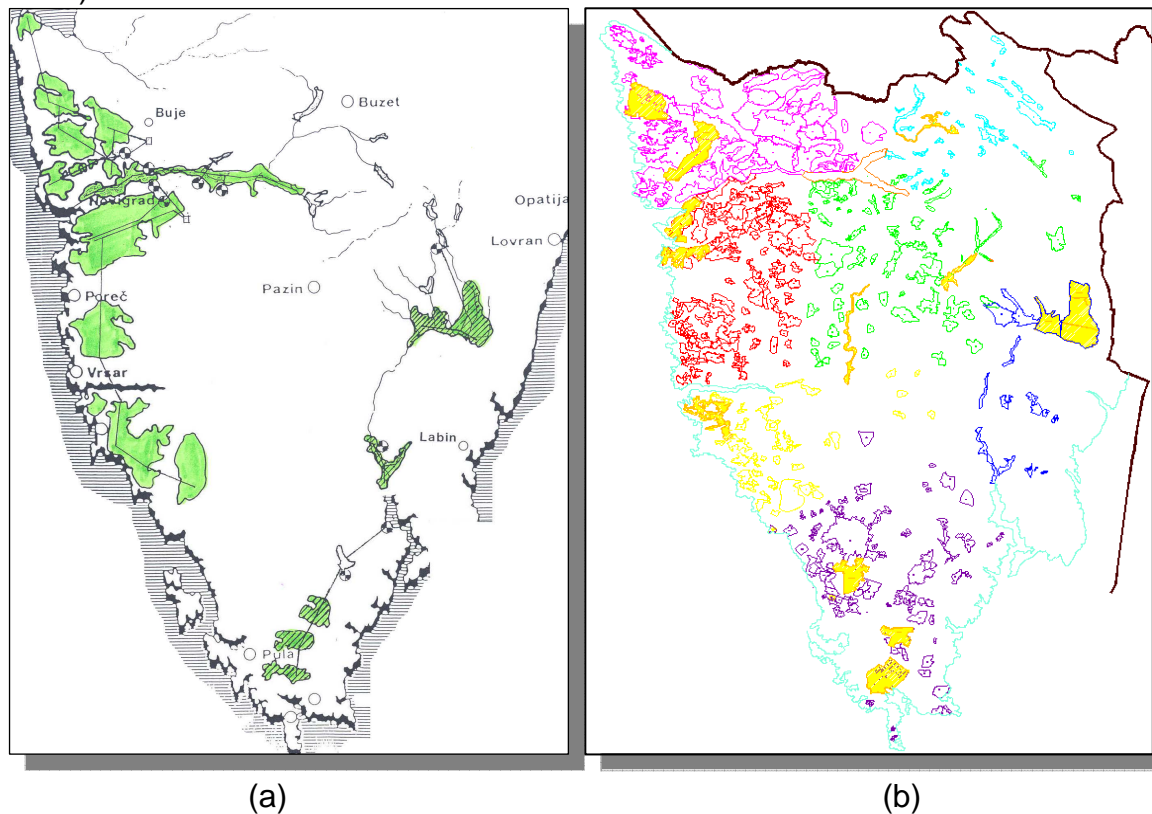 )
Buzet
Buje
Novigrad
Opatija
Lovran
Pazin
Poreč
Vrsar
Labin
Pula
(a)
(b)